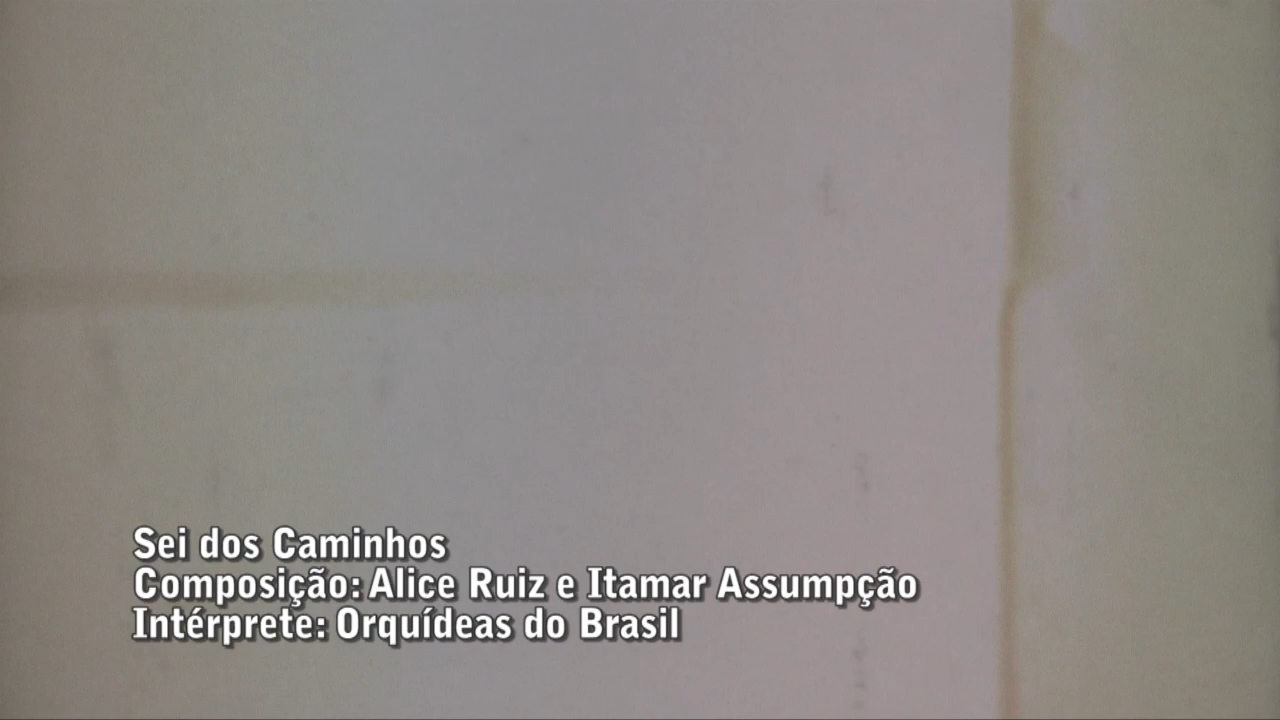 Sei dos Caminhos
Composição: Alice Ruiz e Itamar Assumpção
Intérprete: Orquídeas do Brasil